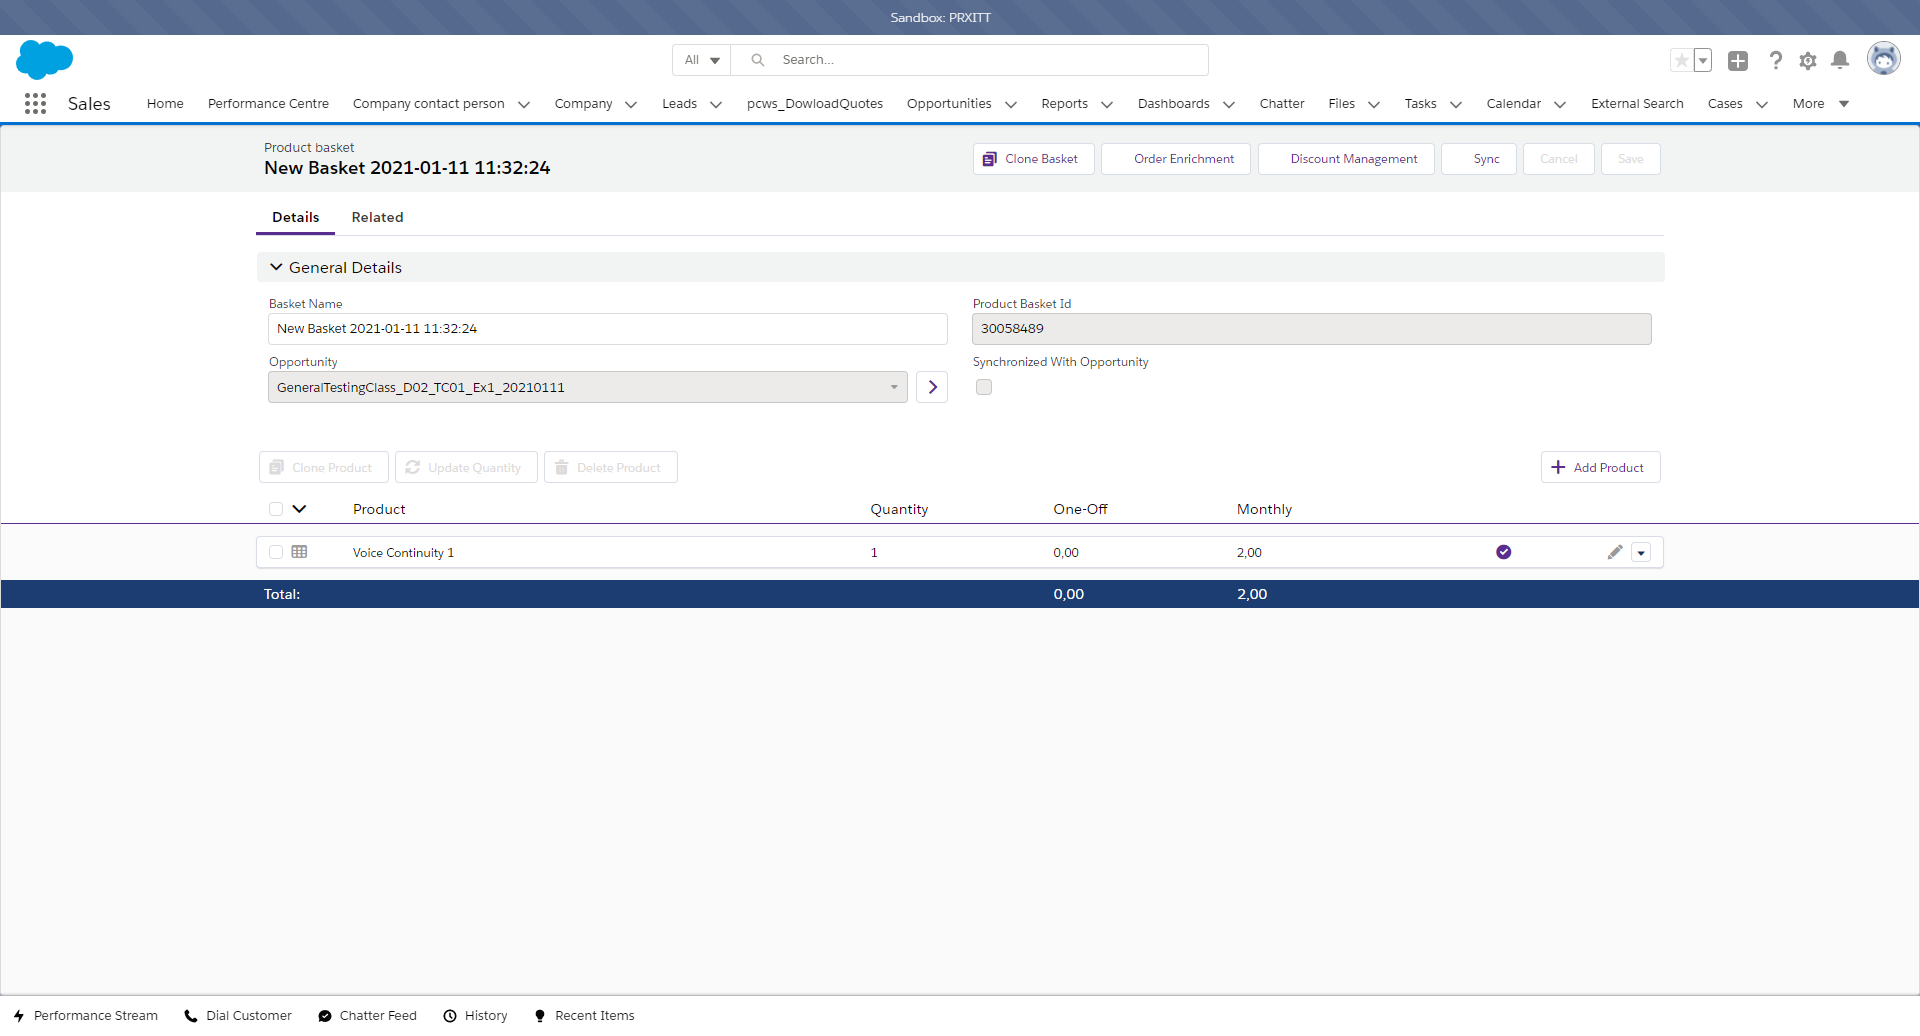 Sandbox: PRXITT
All
Search...
Sales
Home
Performance Centre
Company contact person
Company
Leads
pcws_DowloadQuotes
Opportunities
Reports
Dashboards
Chatter
Files
Tasks
Calendar
External Search
Cases
More
Product basket
New Basket 2021-01-11 11:32:24
Clone Basket
Order Enrichment
Discount Management
Sync
Cancel
Save
Details
Related
General Details
Basket Name
New Basket 2021-01-11 11:32:24
Product Basket Id
30058489
Opportunity
GeneralTestingClass_D02_TC01_Ex1_20210111
Synchronized With Opportunity
Clone Product
Update Quantity
Delete Product
Add Product
Product Quantity One-Off Monthly
Voice Continuity 1 1 0,00 2,00
Total: 0,00 2,00
Performance Stream
Dial Customer
Chatter Feed
History
Recent Items